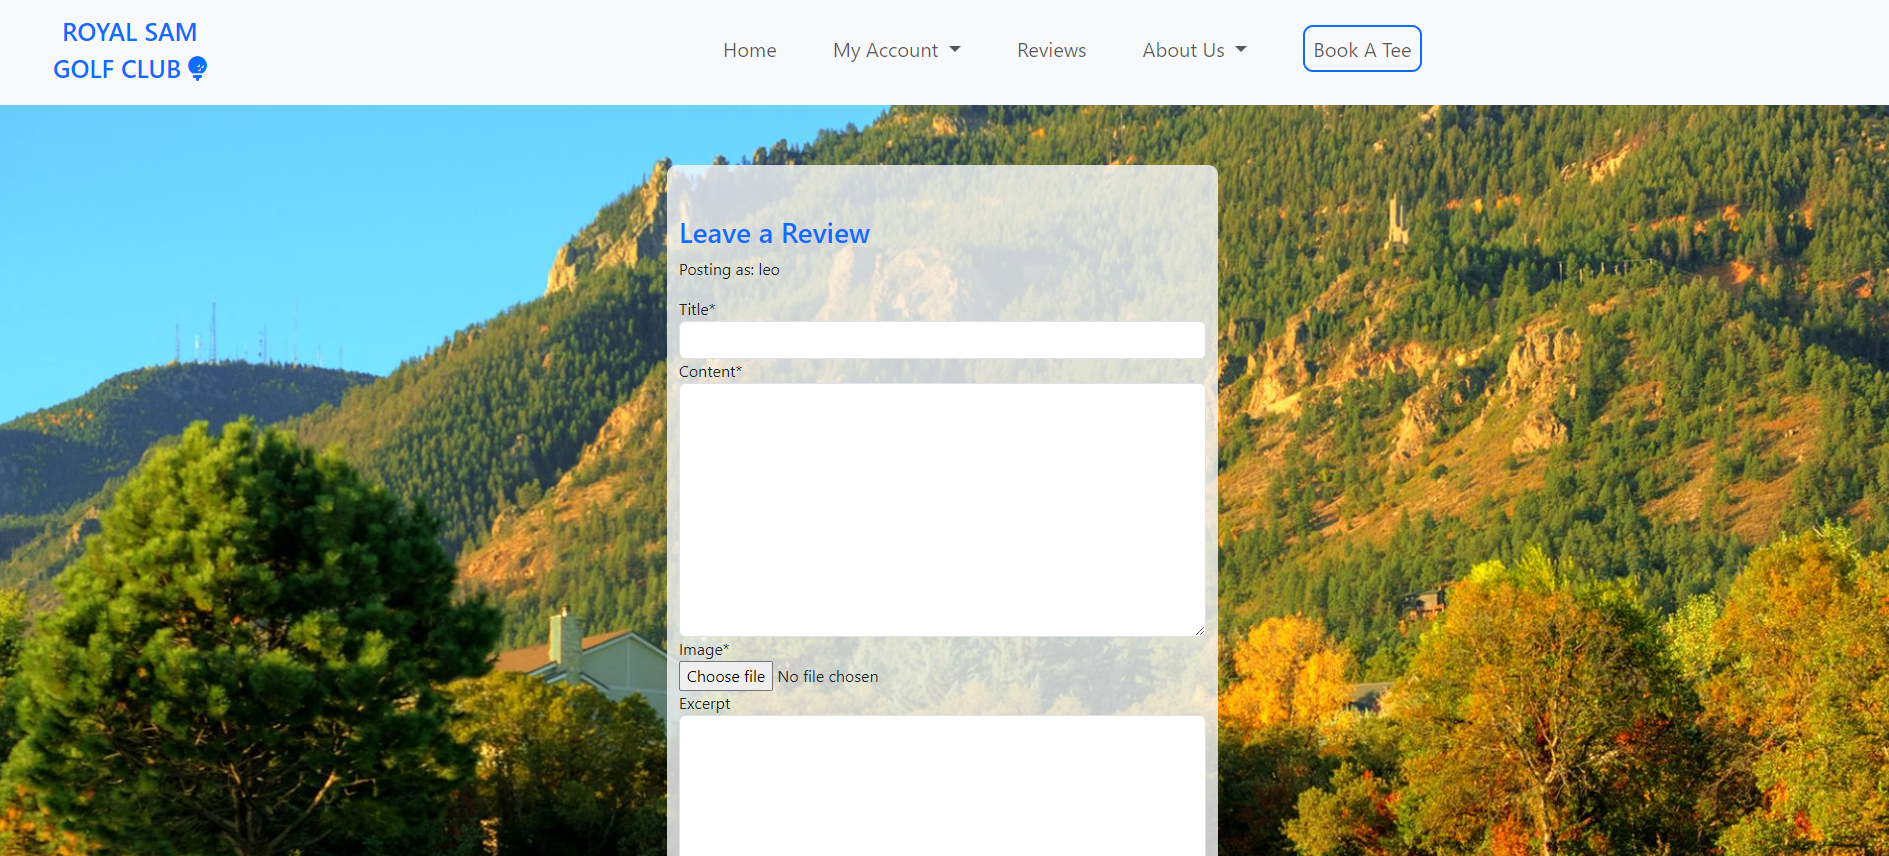 ROYAL SAM
GOLF CLUB
Home
My Account
Reviews
About Us
Book A Tee
Leave a Review
Posting as: leo
Title*
Content*
Image*
Choose file No file chosen
Excerpt